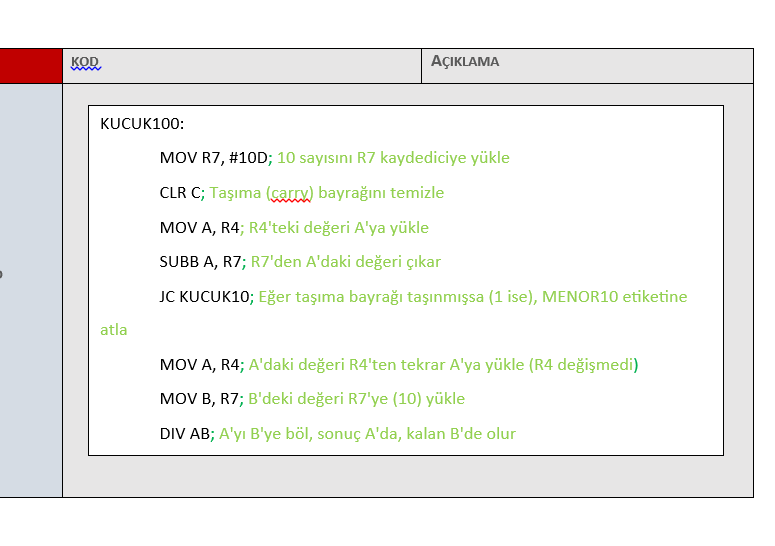 KOD
AÇIKLAMA
KUCUK100:
MOV R7, #10D; 10 sayısını R7 kaydediciye yükle
CLR C; Taşıma (carry) bayrağını temizle
MOV A, R4; R4'teki değeri A'ya yükle
SUBB A, R7; R7'den A'daki değeri çıkar
JC KUCUK10; Eğer taşıma bayrağı taşınmışsa (1 ise), MENOR10 etiketine
atla
MOV A, R4; A'daki değeri R4'ten tekrar A'ya yükle (R4 değişmedi)
MOV B, R7; B'deki değeri R7'ye (10) yükle
DIV AB; A'yı B'ye böl, sonuç A'da, kalan B'de olur